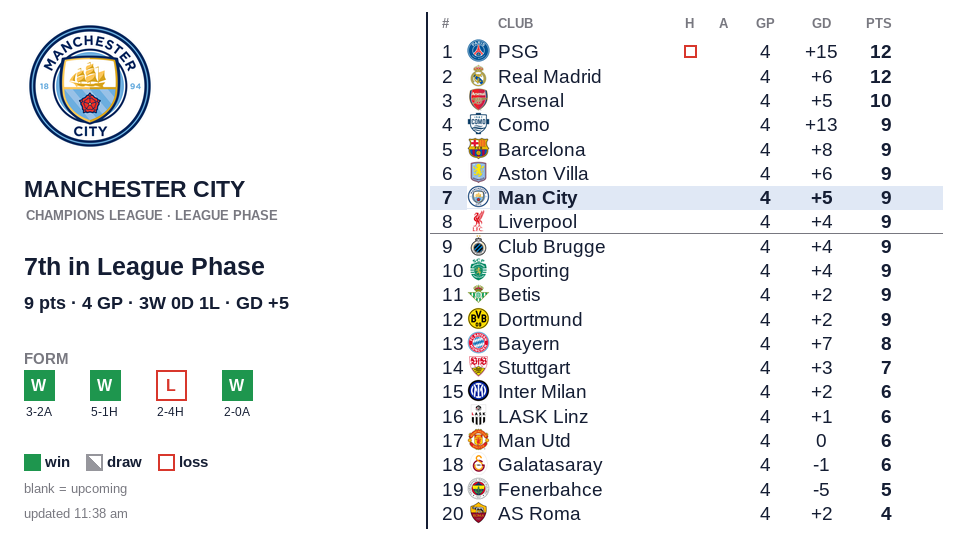 MANCHESTER
18 94
CITY
MANCHESTER CITY
CHAMPIONS LEAGUE · LEAGUE PHASE
7th in League Phase
9 pts · 4 GP · 3W 0D 1L · GD +5
FORM
W W L W
3-2A 5-1H 2-4H 2-0A
win draw loss
blank = upcoming
updated 11:38 am
# CLUB H A GP GD PTS
1 PSG 4 +15 12
2 Real Madrid 4 +6 12
3 Arsenal 4 +5 10
4 Como 4 +13 9
5 Barcelona 4 +8 9
6 Aston Villa 4 +6 9
7 Man City 4 +5 9
8 Liverpool 4 +4 9
9 Club Brugge 4 +4 9
10 Sporting 4 +4 9
11 Betis 4 +2 9
12 Dortmund 4 +2 9
13 Bayern 4 +7 8
14 Stuttgart 4 +3 7
15 Inter Milan 4 +2 6
16 LASK Linz 4 +1 6
17 Man Utd 4 0 6
18 Galatasaray 4 -1 6
19 Fenerbahce 4 -5 5
20 AS Roma 4 +2 4